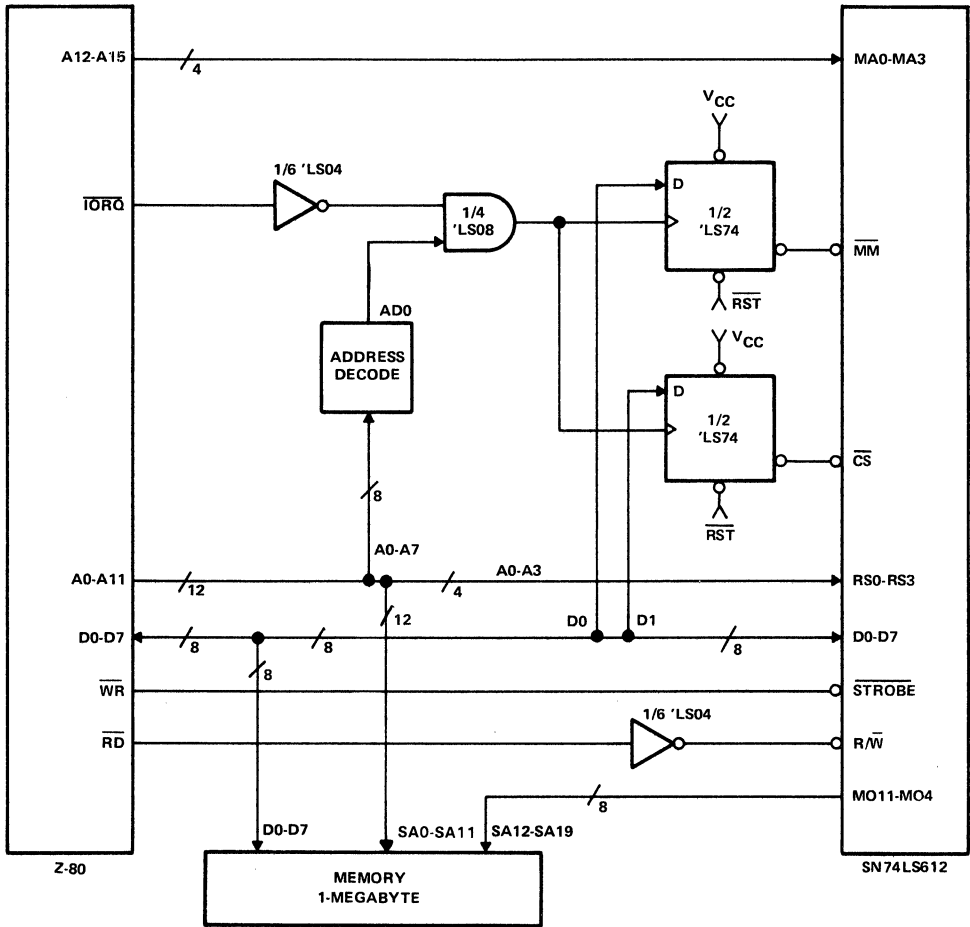 A12-A15
4
MA0-MA3
VCC
1/6 'LS04
IORQ
1/4
'LS08
D
1/2
'LS74
MM
RST
AD0
ADDRESS
DECODE
VCC
D
1/2
'LS74
CS
RST
8
A0-A7
A0-A11
12
4
A0-A3
RS0-RS3
12
D0
D1
D0-D7
8
8
8
D0-D7
8
WR
STROBE
1/6 'LS04
RD
R/W
MO11-MO4
8
D0-D7
SA0-SA11
SA12-SA19
Z-80
MEMORY
1-MEGABYTE
SN74LS612